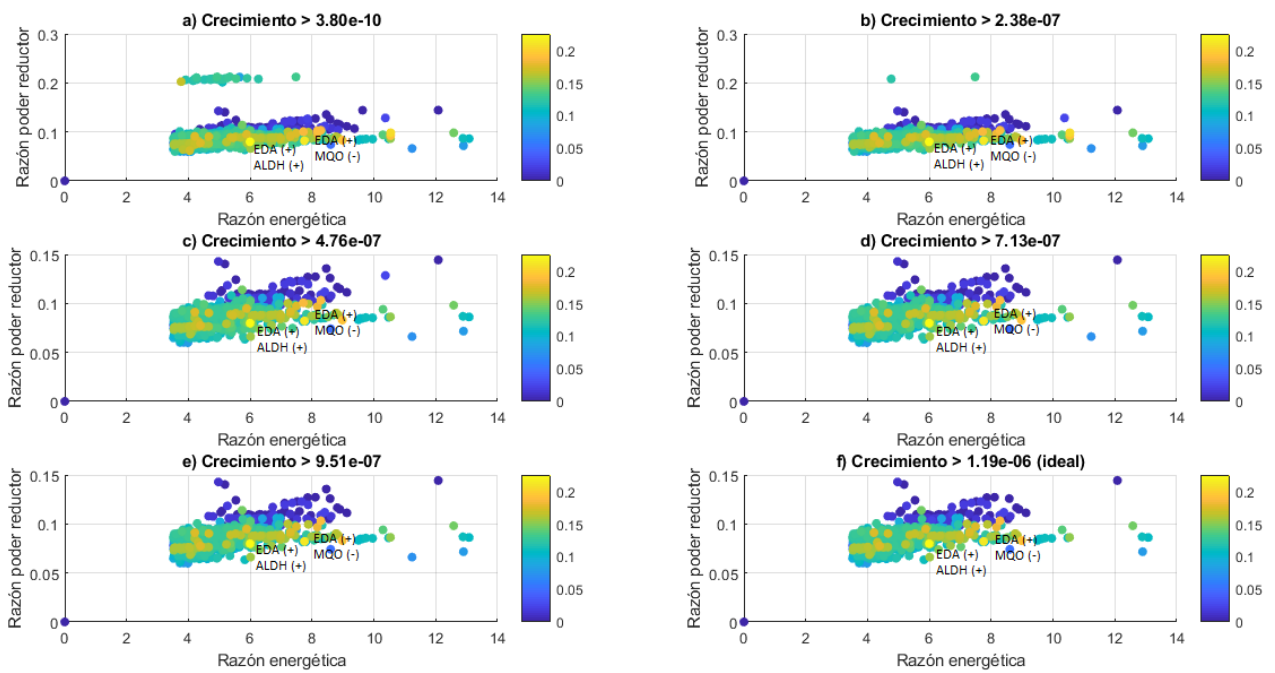 a) Crecimiento > 3.80e-10
Razón poder reductor
0.3
0.2
0.1
0
0 2 4 6 8 10 12 14
Razón energética
EDA (+)
ALDH (+)
EDA (+)
MQO (-)
0.2
0.15
0.1
0.05
0
b) Crecimiento > 2.38e-07
Razón poder reductor
0.3
0.2
0.1
0
0 2 4 6 8 10 12 14
Razón energética
EDA (+)
ALDH (+)
EDA (+)
MQO (-)
0.2
0.15
0.1
0.05
0
c) Crecimiento > 4.76e-07
Razón poder reductor
0.15
0.1
0.05
0
0 2 4 6 8 10 12 14
Razón energética
EDA (+)
ALDH (+)
EDA (+)
MQO (-)
0.2
0.15
0.1
0.05
0
d) Crecimiento > 7.13e-07
Razón poder reductor
0.15
0.1
0.05
0
0 2 4 6 8 10 12 14
Razón energética
EDA (+)
ALDH (+)
EDA (+)
MQO (-)
0.2
0.15
0.1
0.05
0
e) Crecimiento > 9.51e-07
Razón poder reductor
0.15
0.1
0.05
0
0 2 4 6 8 10 12 14
Razón energética
EDA (+)
ALDH (+)
EDA (+)
MQO (-)
0.2
0.15
0.1
0.05
0
f) Crecimiento > 1.19e-06 (ideal)
Razón poder reductor
0.15
0.1
0.05
0
0 2 4 6 8 10 12 14
Razón energética
EDA (+)
ALDH (+)
EDA (+)
MQO (-)
0.2
0.15
0.1
0.05
0